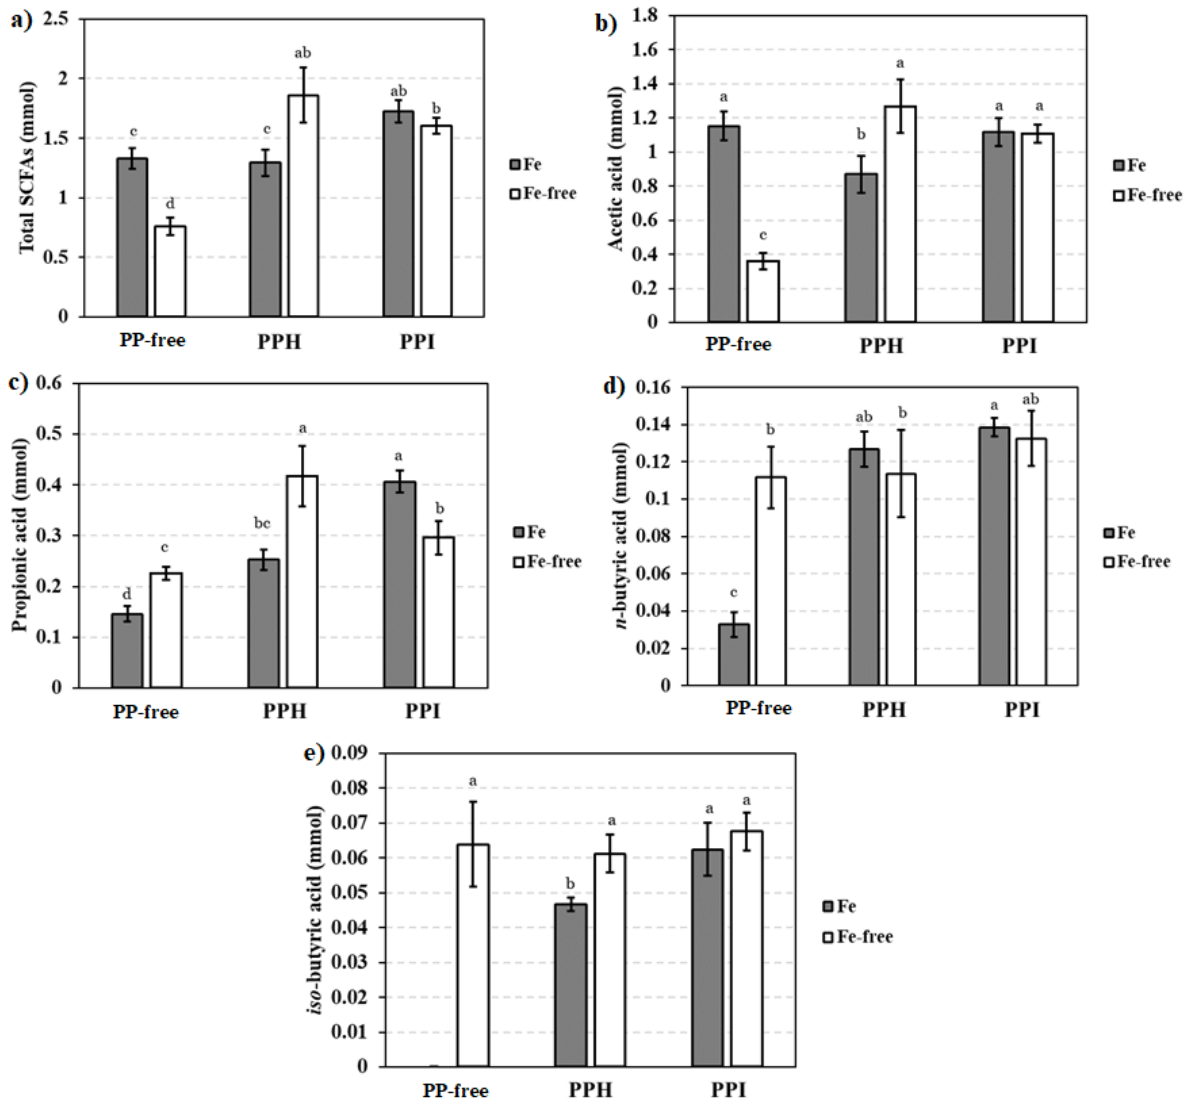 a)
Total SCFAs (mmol)
2.5
2
1.5
1
0.5
0
c
d
c
ab
ab
b
PP-free
PPH
PPI
Fe
Fe-free
b)
Acetic acid (mmol)
1.8
1.6
1.4
1.2
1
0.8
0.6
0.4
0.2
0
a
c
b
a
a
a
PP-free
PPH
PPI
Fe
Fe-free
c)
Propionic acid (mmol)
0.6
0.5
0.4
0.3
0.2
0.1
0
d
c
bc
a
a
b
PP-free
PPH
PPI
Fe
Fe-free
d)
n-butyric acid (mmol)
0.16
0.14
0.12
0.1
0.08
0.06
0.04
0.02
0
c
b
ab
b
a
ab
PP-free
PPH
PPI
Fe
Fe-free
e)
iso-butyric acid (mmol)
0.09
0.08
0.07
0.06
0.05
0.04
0.03
0.02
0.01
0
a
b
a
a
a
PP-free
PPH
PPI
Fe
Fe-free